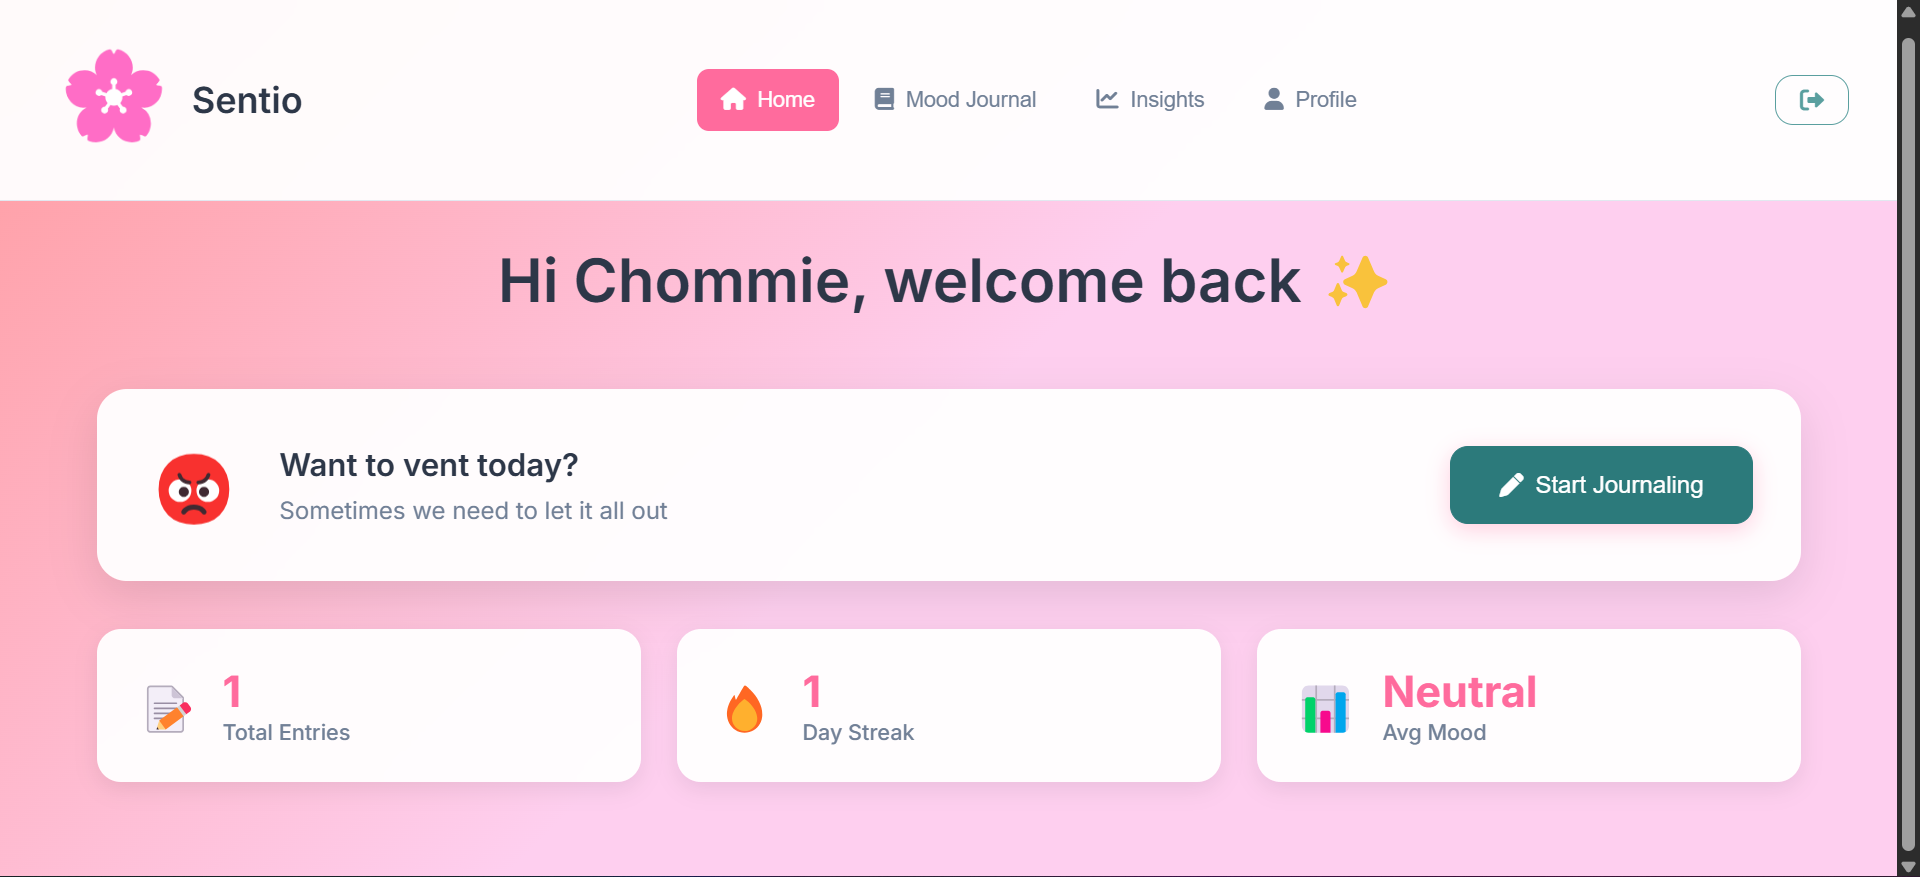 Sentio
Home
Mood Journal
Insights
Profile
Hi Chommie, welcome back ✨
Want to vent today?
Sometimes we need to let it all out
Start Journaling
1
Total Entries
1
Day Streak
Neutral
Avg Mood